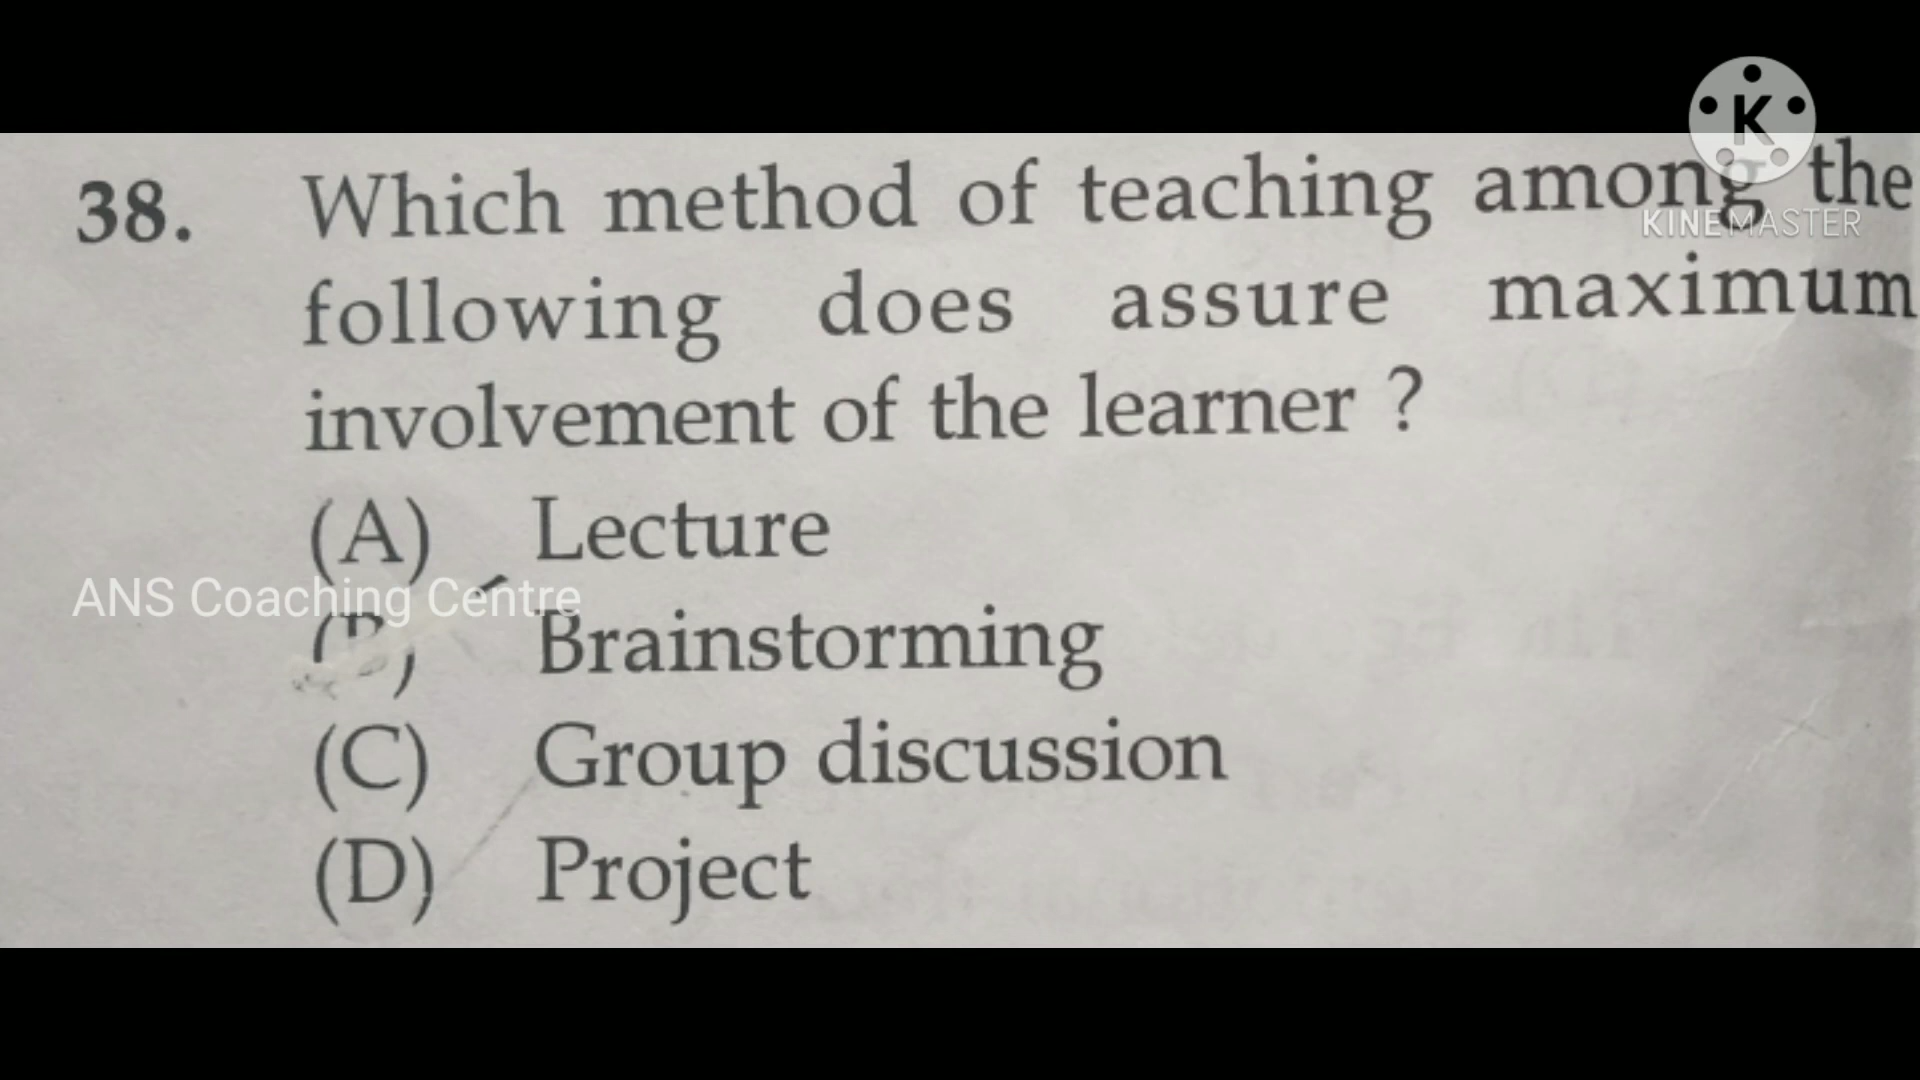 K
KINEMASTER
38. Which method of teaching among the
following does assure maximum
involvement of the learner ?
(A) Lecture
ANS Coaching Centre
(B) Brainstorming
(C) Group discussion
(D) Project